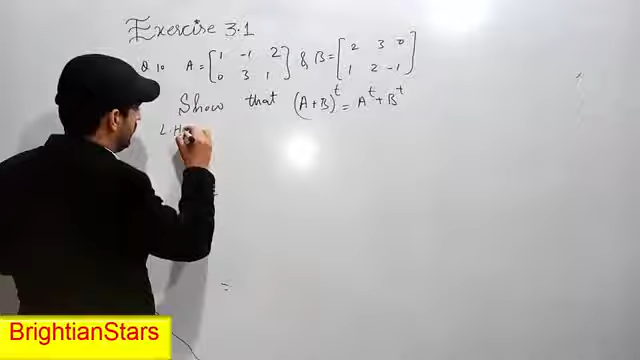 Exercise 3.1
Q 10 A = [1 -1 2 & B = [2 3 0
0 3 1] 1 2 -1]
Show that (A+B)^t = A^t + B^t
L.H
=
BrightianStars